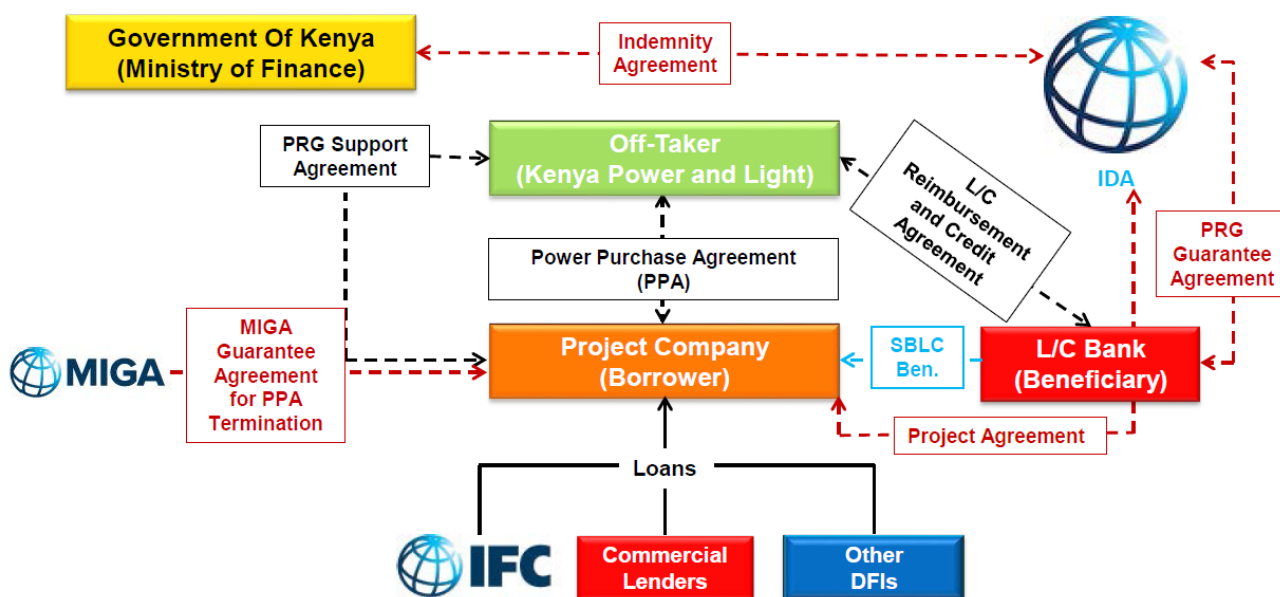 Government Of Kenya
(Ministry of Finance)
Indemnity
Agreement
IDA
PRG Support
Agreement
Off-Taker
(Kenya Power and Light)
L/C
Reimbursement
and Credit
Agreement
PRG
Guarantee
Agreement
Power Purchase Agreement
(PPA)
MIGA
MIGA
Guarantee
Agreement
for PPA
Termination
Project Company
(Borrower)
SBLC
Ben.
L/C Bank
(Beneficiary)
Project Agreement
Loans
IFC
Commercial
Lenders
Other
DFIs